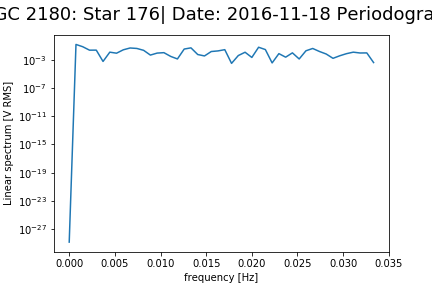 GC 2180: Star 176| Date: 2016-11-18 Periodogra
Linear spectrum [V RMS]
10⁻³
10⁻⁷
10⁻¹¹
10⁻¹⁵
10⁻¹⁹
10⁻²³
10⁻²⁷
0.000 0.005 0.010 0.015 0.020 0.025 0.030 0.035
frequency [Hz]